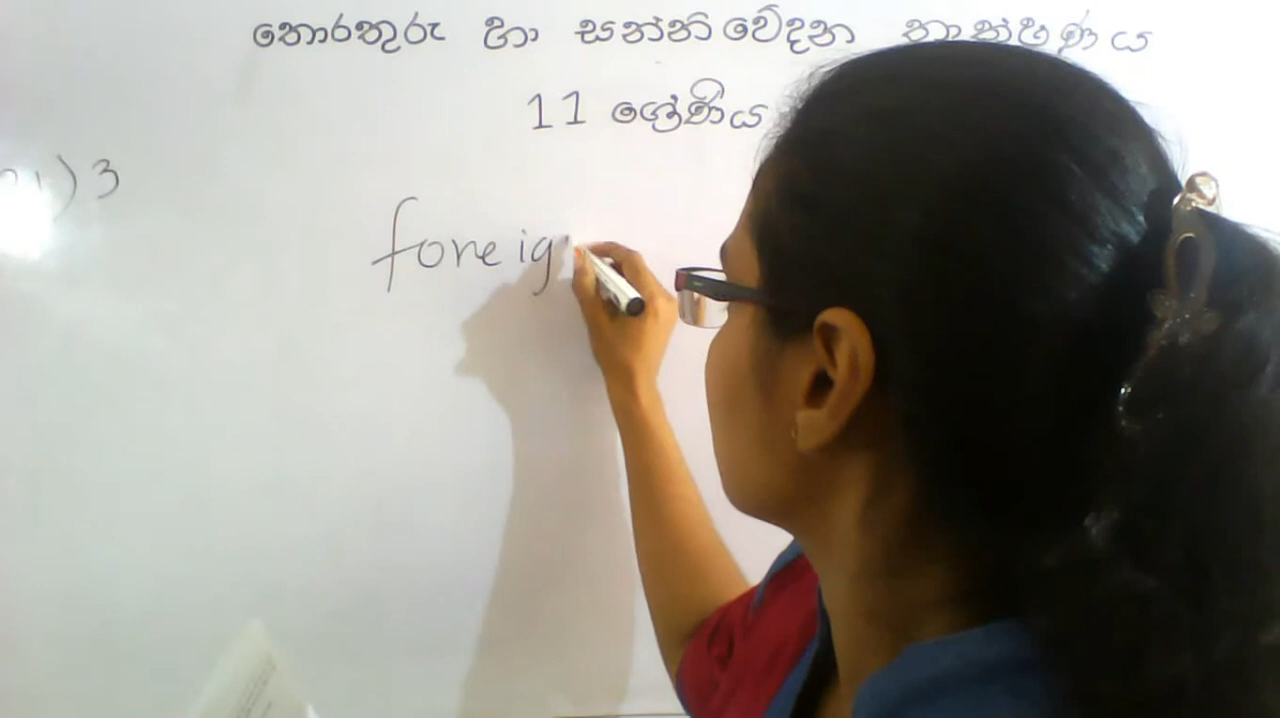 තොරතුරු හා සන්නිවේදන තාක්ෂණය
11 ශ්‍රේණිය
) 3
foreig